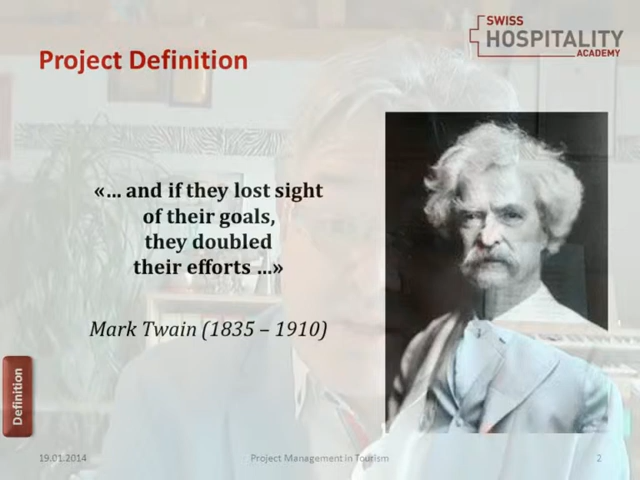 SWISS
HOSPITALITY
ACADEMY
Project Definition
«… and if they lost sight
of their goals,
they doubled
their efforts …»
Mark Twain (1835 – 1910)
Definition
19.01.2014
Project Management in Tourism
2